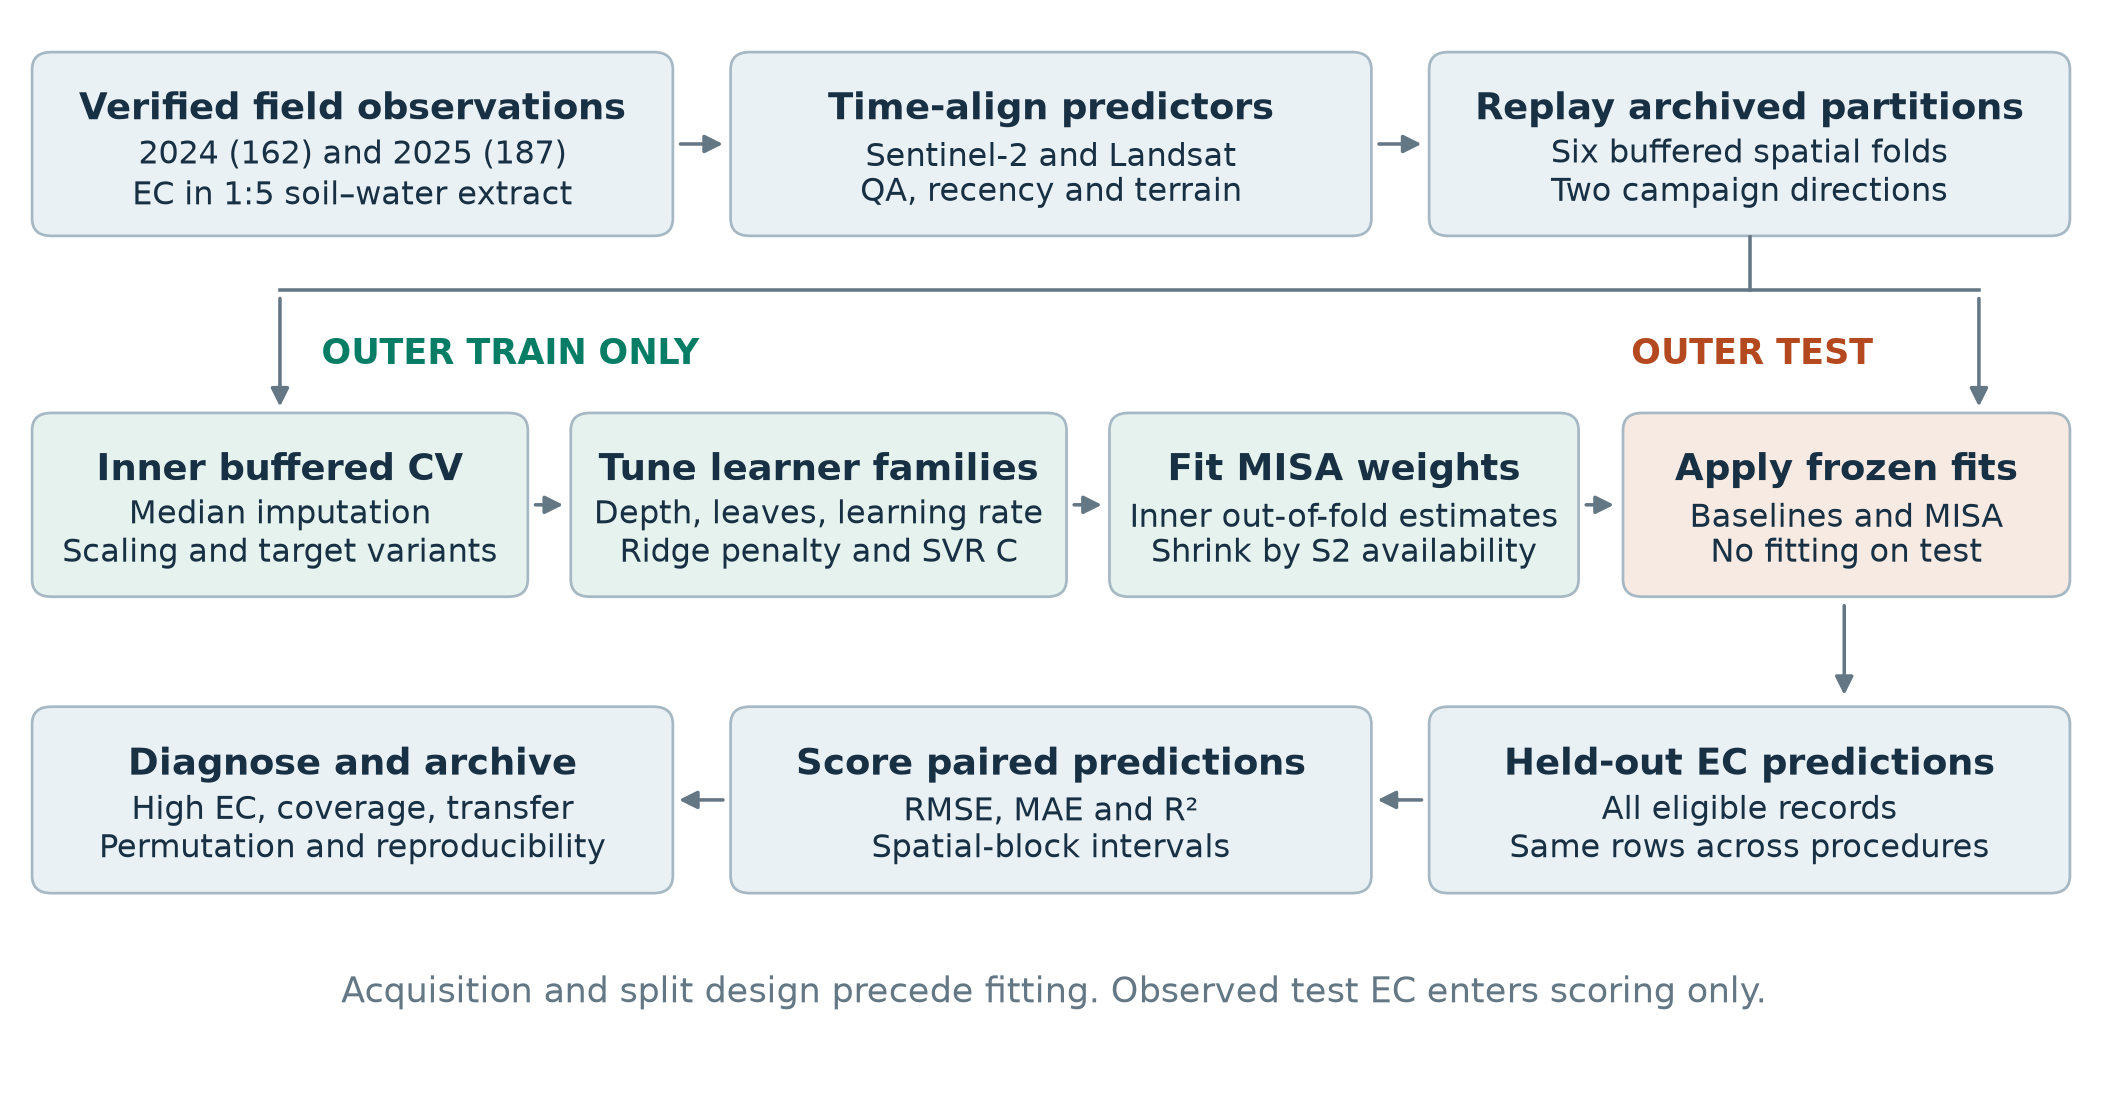 Verified field observations
2024 (162) and 2025 (187)
EC in 1:5 soil–water extract
Time-align predictors
Sentinel-2 and Landsat
QA, recency and terrain
Replay archived partitions
Six buffered spatial folds
Two campaign directions
OUTER TRAIN ONLY
OUTER TEST
Inner buffered CV
Median imputation
Scaling and target variants
Tune learner families
Depth, leaves, learning rate
Ridge penalty and SVR C
Fit MISA weights
Inner out-of-fold estimates
Shrink by S2 availability
Apply frozen fits
Baselines and MISA
No fitting on test
Diagnose and archive
High EC, coverage, transfer
Permutation and reproducibility
Score paired predictions
RMSE, MAE and R²
Spatial-block intervals
Held-out EC predictions
All eligible records
Same rows across procedures
Acquisition and split design precede fitting. Observed test EC enters scoring only.